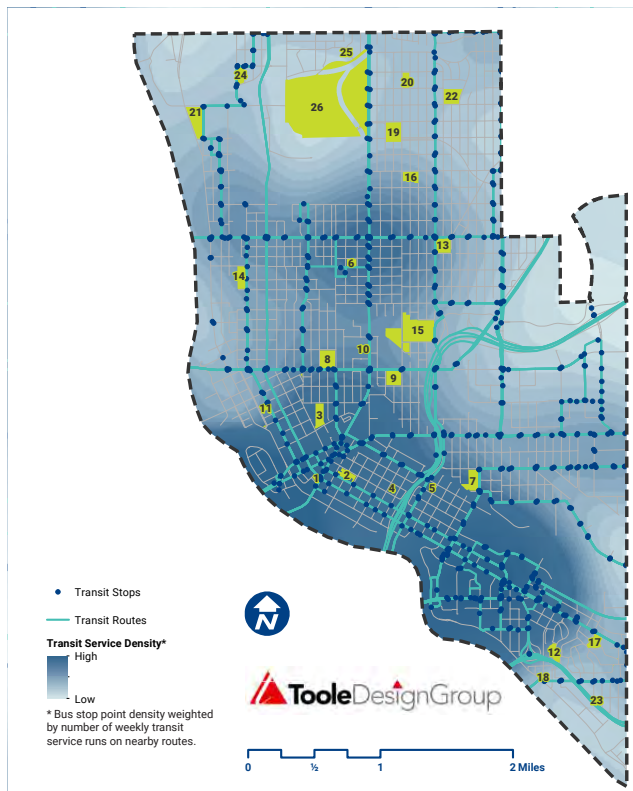 25
24
20
22
26
21
19
16
13
6
14
15
10
8
9
11
3
1
2
4
5
7
17
12
18
23
Transit Stops
Transit Routes
Transit Service Density*
High
Low
* Bus stop point density weighted
by number of weekly transit
service runs on nearby routes.
N
TooleDesignGroup
0 ½ 1 2 Miles